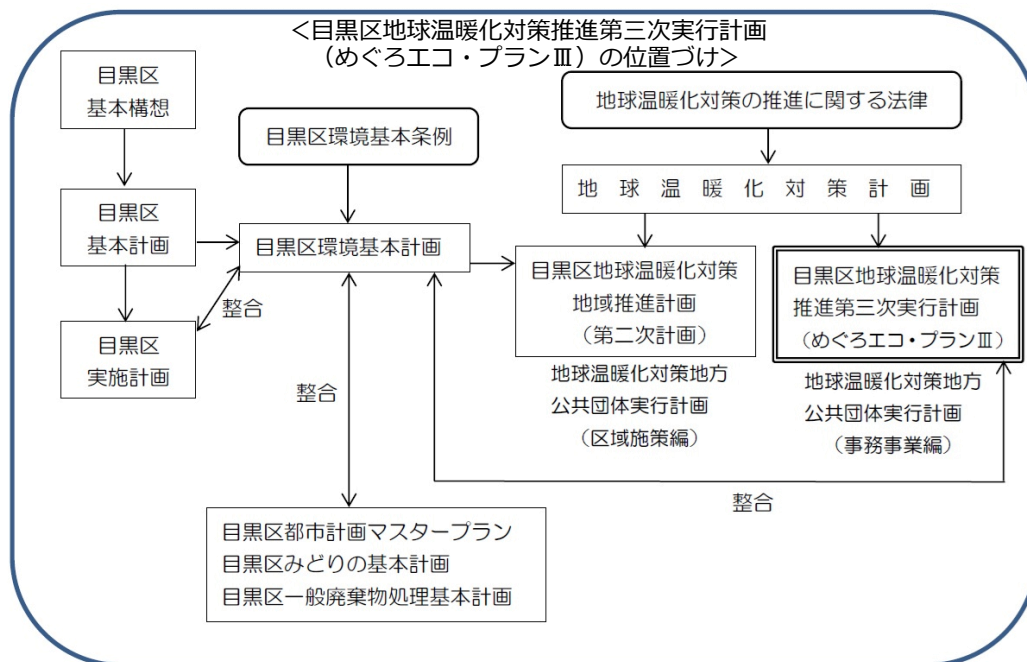 <目黒区地球温暖化対策推進第三次実行計画
（めぐろエコ・プランⅢ）の位置づけ>
目黒区
基本構想
目黒区環境基本条例
地球温暖化対策の推進に関する法律
地球温暖化対策計画
目黒区
基本計画
目黒区環境基本計画
目黒区地球温暖化対策
地域推進計画
（第二次計画）
目黒区地球温暖化対策
推進第三次実行計画
（めぐろエコ・プランⅢ）
整合
目黒区
実施計画
整合
地球温暖化対策地方
公共団体実行計画
（区域施策編）
地球温暖化対策地方
公共団体実行計画
（事務事業編）
整合
目黒区都市計画マスタープラン
目黒区みどりの基本計画
目黒区一般廃棄物処理基本計画